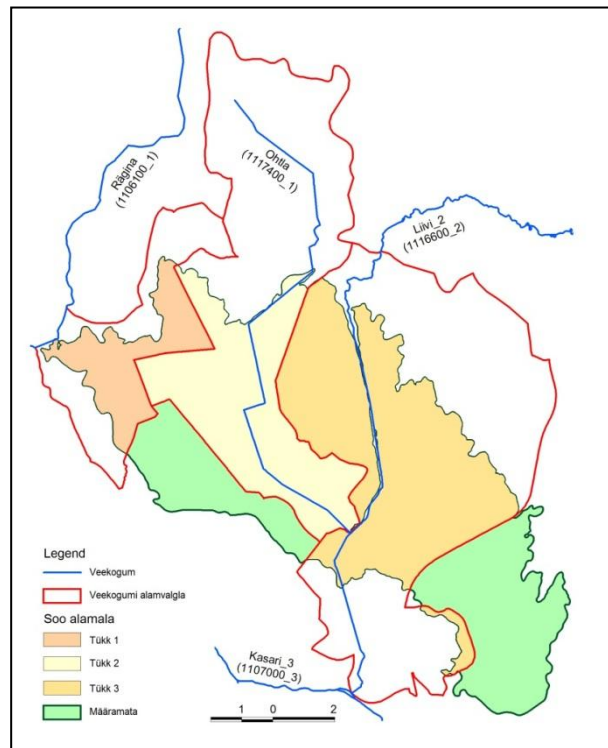 Rägina
(1106100_1)
Ohtla
(1117400_1)
Liivi_2
(1116600_2)
Kasari_3
(1107000_3)
Legend
Veekogum
Veekogumi alamvalgla
Soo alamala
Tükk 1
Tükk 2
Tükk 3
Määramata
1 0 1 2